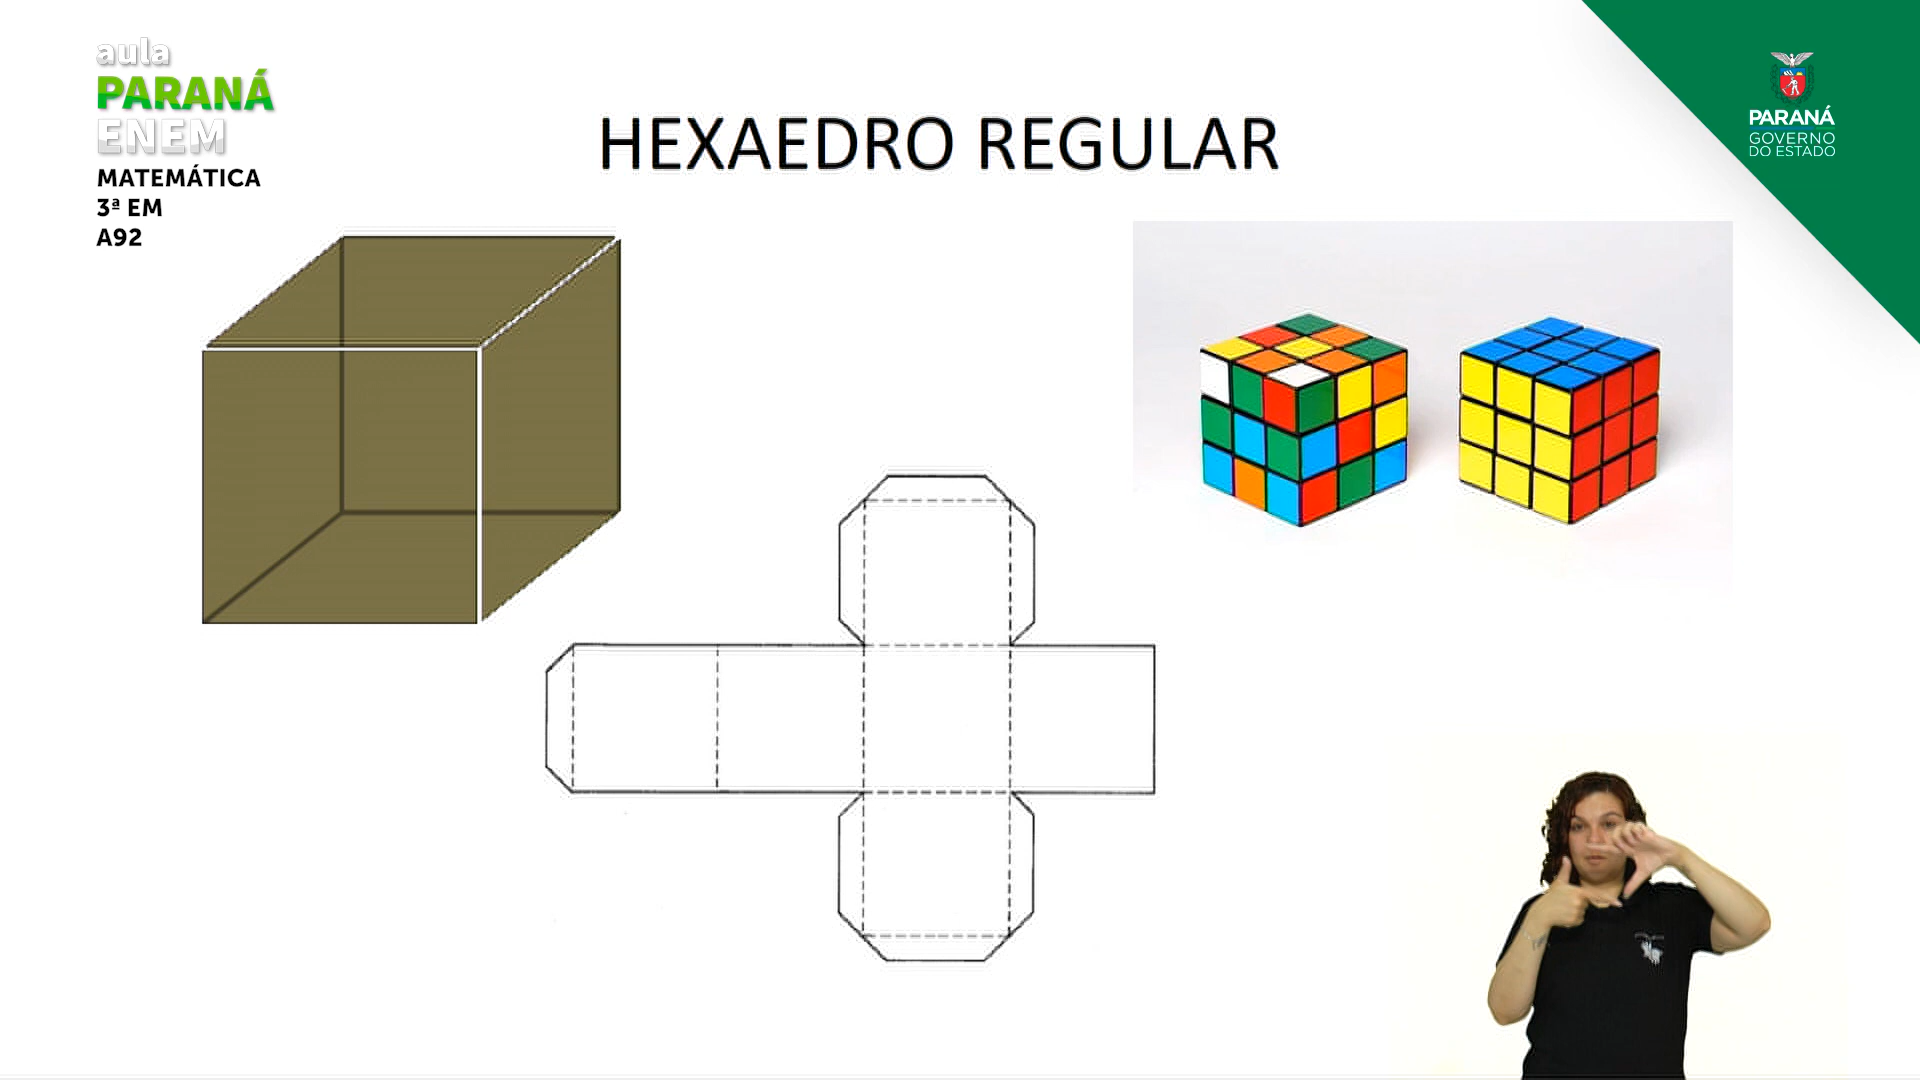 aula
PARANÁ
ENEM
MATEMÁTICA
3ª EM
A92
HEXAEDRO REGULAR
PARANÁ
GOVERNO
DO ESTADO